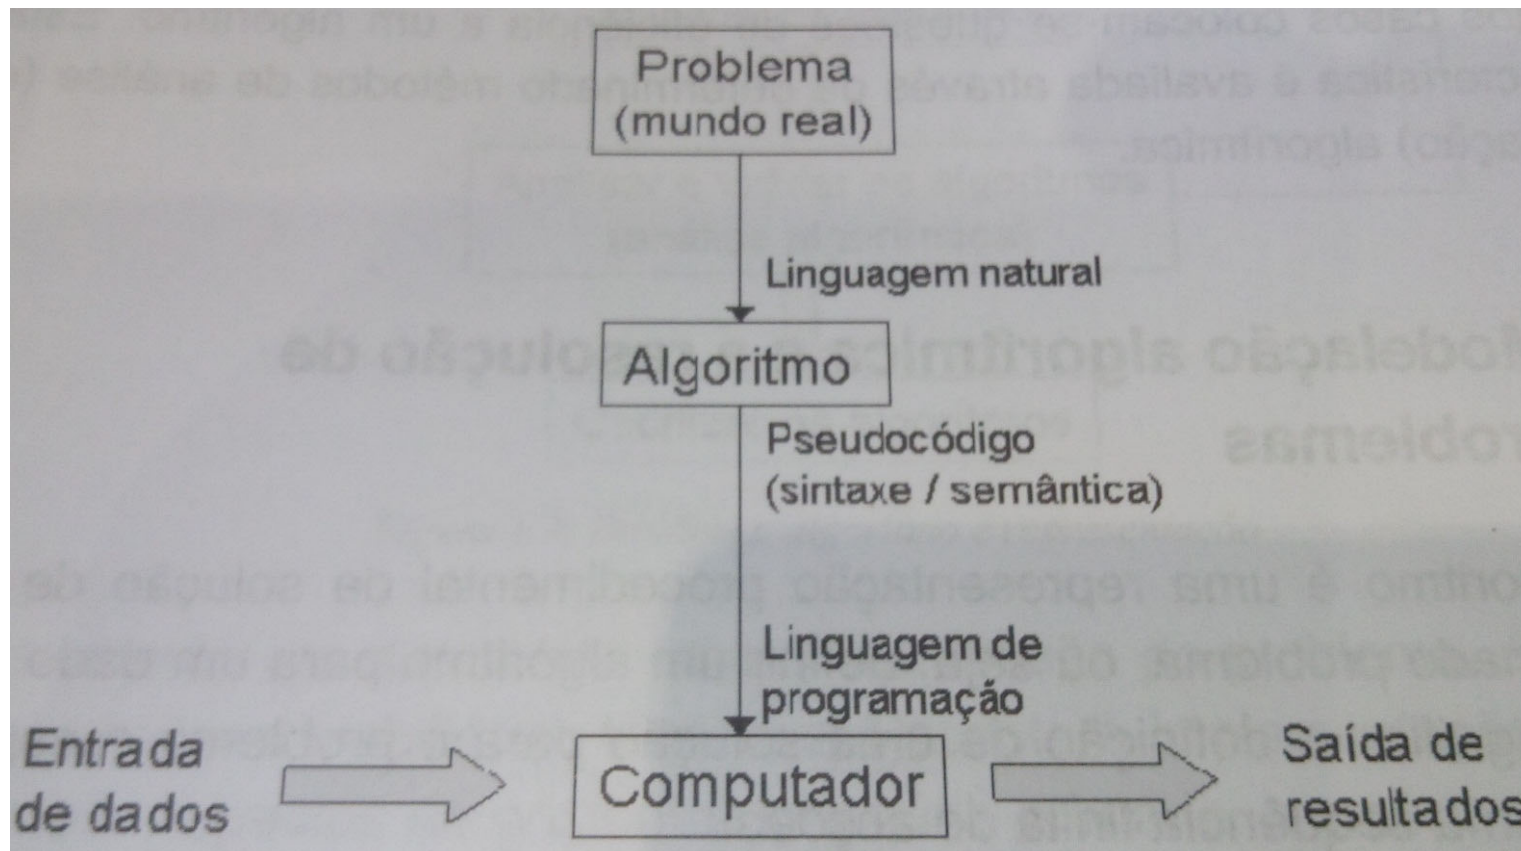 Problema
(mundo real)
Linguagem natural
Algoritmo
Pseudocódigo
(sintaxe / semântica)
Linguagem de
programação
Entrada
de dados
Computador
Saída de
resultados